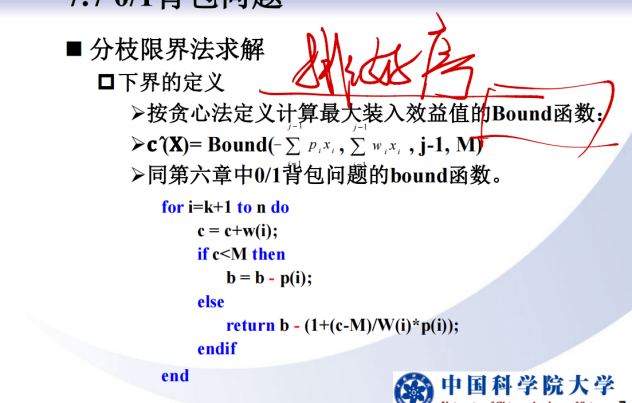 7.7 0/1背包问题
■ 分枝限界法求解
排好序
下界的定义
➢按贪心法定义计算最大装入效益值的Bound函数;
➢c^(X)= Bound(-∑ pᵢxᵢ , ∑ wᵢxᵢ , j-1, M)
➢同第六章中0/1背包问题的bound函数。
for i=k+1 to n do
c = c+w(i);
if c<M then
b = b - p(i);
else
return b - (1+(c-M)/W(i)*p(i));
endif
end
中国科学院大学